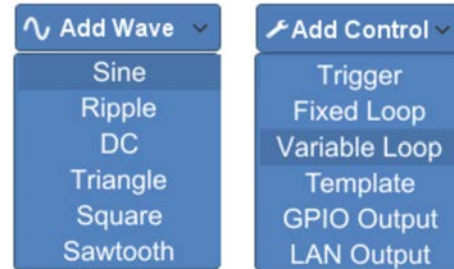 Add Wave
Sine
Ripple
DC
Triangle
Square
Sawtooth
Add Control
Trigger
Fixed Loop
Variable Loop
Template
GPIO Output
LAN Output